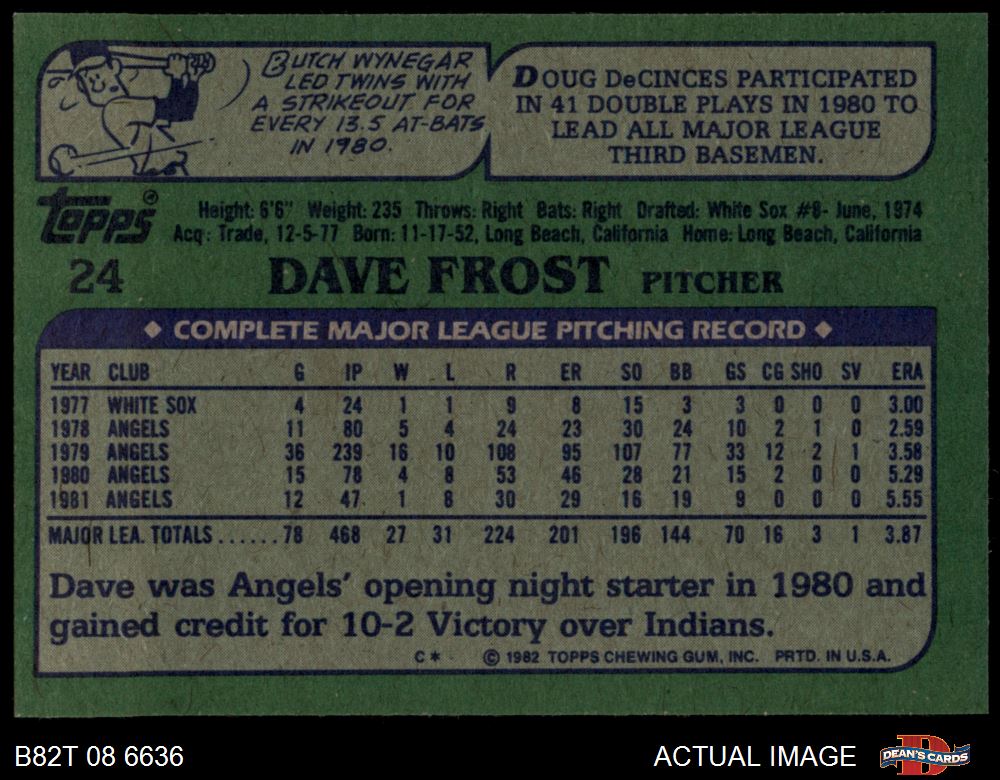 BUTCH WYNEGAR
LED TWINS WITH
A STRIKEOUT FOR
EVERY 13.5 AT-BATS
IN 1980.
DOUG DeCINCES PARTICIPATED
IN 41 DOUBLE PLAYS IN 1980 TO
LEAD ALL MAJOR LEAGUE
THIRD BASEMEN.
Topps ®
Height: 6'6" Weight: 235 Throws: Right Bats: Right Drafted: White Sox #8- June, 1974
Acq: Trade, 12-5-77 Born: 11-17-52, Long Beach, California Home: Long Beach, California
24 DAVE FROST PITCHER
◆ COMPLETE MAJOR LEAGUE PITCHING RECORD ◆
YEAR CLUB G IP W L R ER SO BB GS CG SHO SV ERA
1977 WHITE SOX 4 24 1 1 9 8 15 3 3 0 0 0 3.00
1978 ANGELS 11 80 5 4 24 23 30 24 10 2 1 0 2.59
1979 ANGELS 36 239 16 10 108 95 107 77 33 12 2 1 3.58
1980 ANGELS 15 78 4 8 53 46 28 21 15 2 0 0 5.29
1981 ANGELS 12 47 1 8 30 29 16 19 9 0 0 0 5.55
MAJOR LEA. TOTALS ...... 78 468 27 31 224 201 196 144 70 16 3 1 3.87
Dave was Angels' opening night starter in 1980 and
gained credit for 10-2 Victory over Indians.
C* © 1982 TOPPS CHEWING GUM, INC. PRTD. IN U.S.A.
B82T 08 6636 ACTUAL IMAGE DEAN'S CARDS